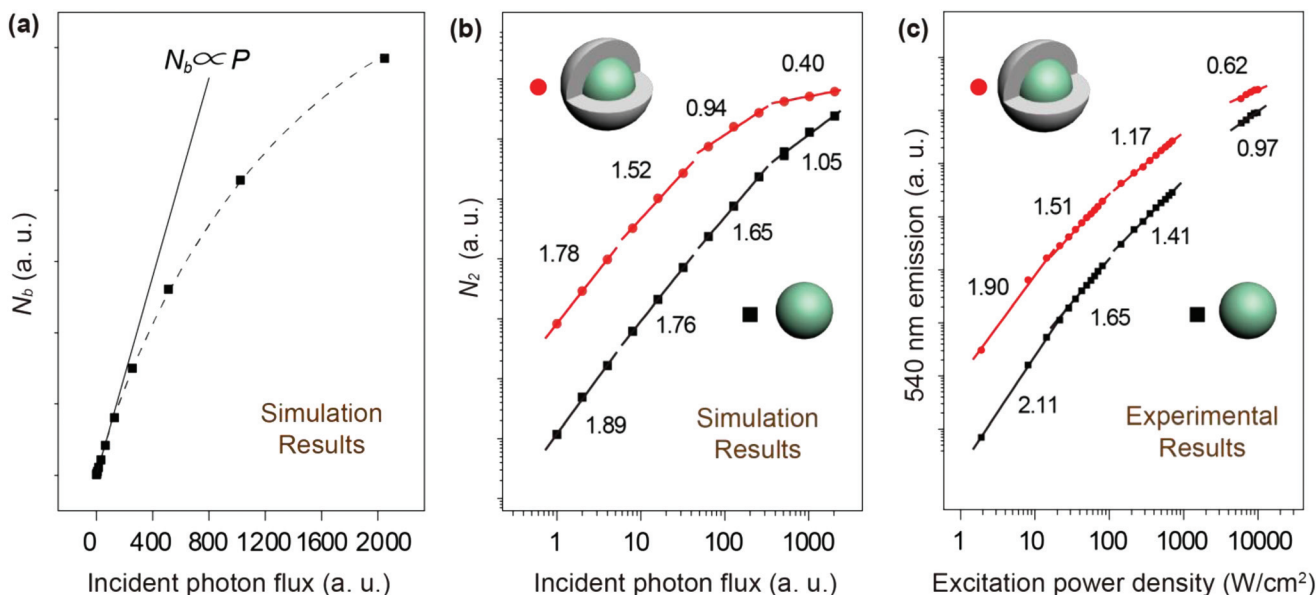 (a)
N_b ∝ P
N_b (a. u.)
Simulation
Results
0 400 800 1200 1600 2000
Incident photon flux (a. u.)
(b)
0.40
0.94
1.52
1.05
1.78
1.65
1.76
1.89
N_2 (a. u.)
Simulation
Results
1 10 100 1000
Incident photon flux (a. u.)
(c)
0.62
1.17
0.97
1.51
1.41
1.90
1.65
2.11
540 nm emission (a. u.)
Experimental
Results
1 10 100 1000 10000
Excitation power density (W/cm²)